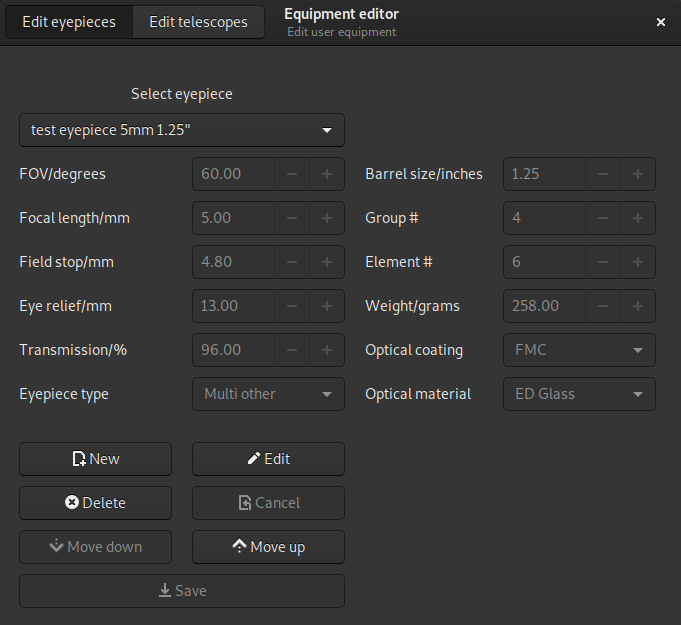 Edit eyepieces
Edit telescopes
Equipment editor
Edit user equipment
Select eyepiece
test eyepiece 5mm 1.25"
FOV/degrees 60.00 Barrel size/inches 1.25
Focal length/mm 5.00 Group # 4
Field stop/mm 4.80 Element # 6
Eye relief/mm 13.00 Weight/grams 258.00
Transmission/% 96.00 Optical coating FMC
Eyepiece type Multi other Optical material ED Glass
New Edit
Delete Cancel
Move down Move up
Save